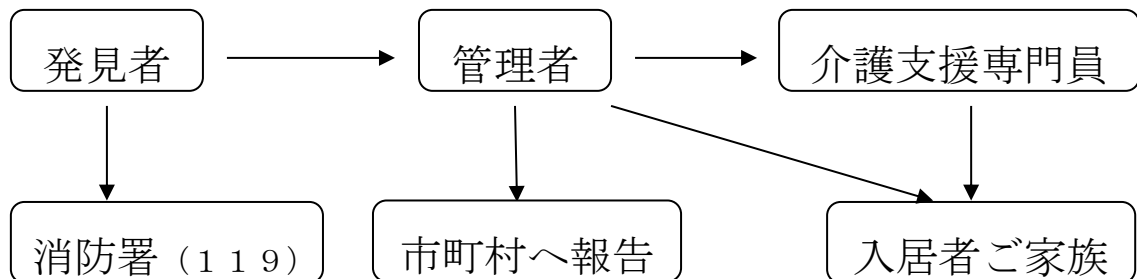 発見者
管理者
介護支援専門員
消防署（１１９）
市町村へ報告
入居者ご家族